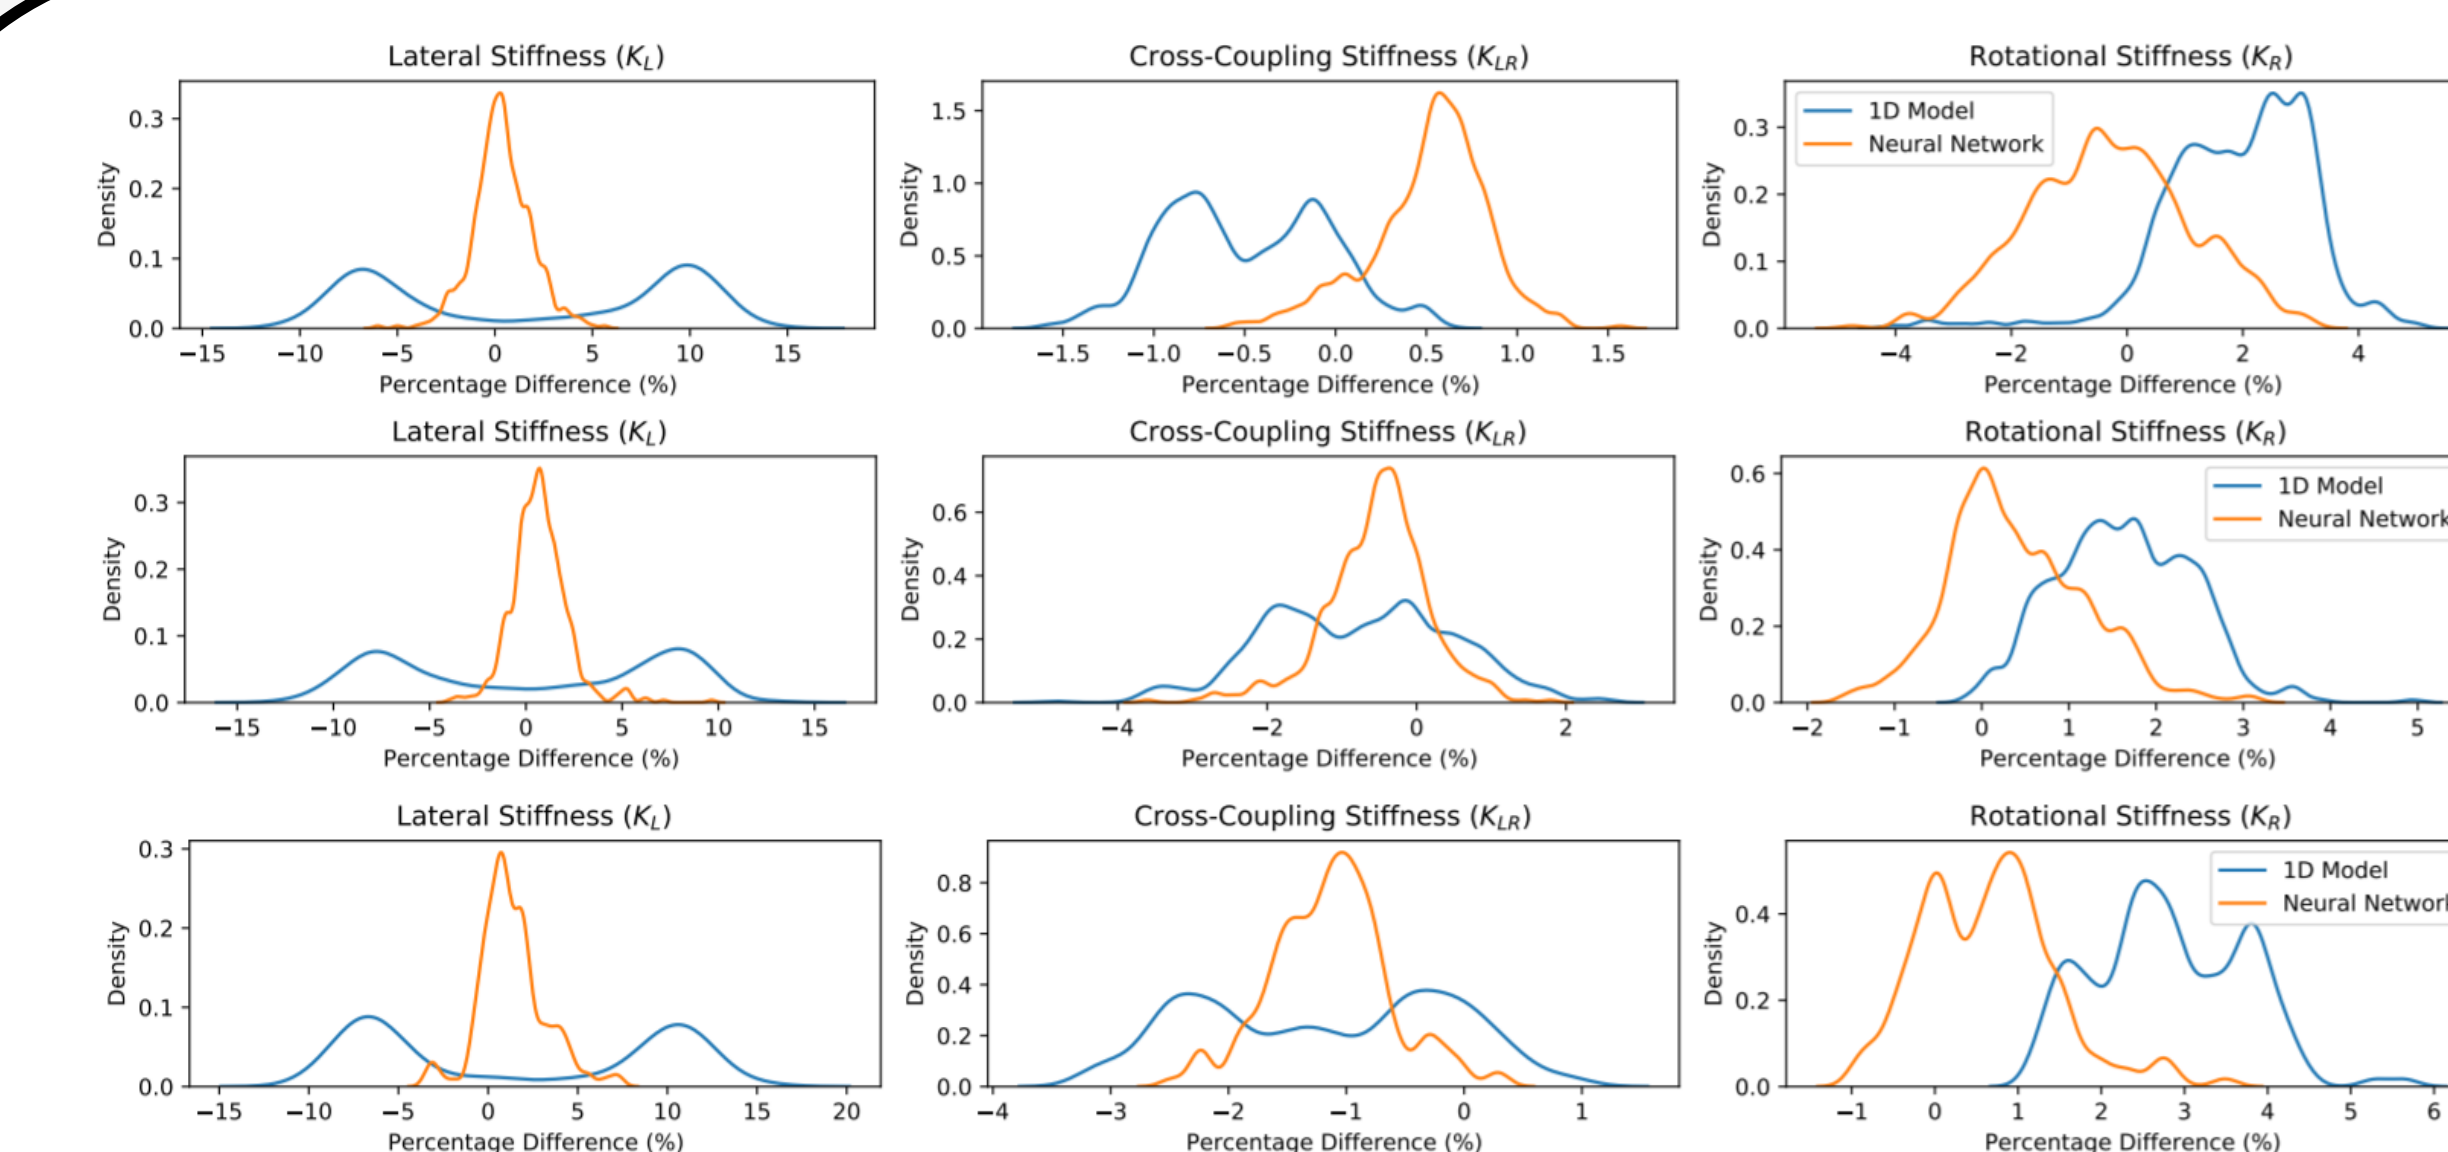 Lateral Stiffness (K_L)
Cross-Coupling Stiffness (K_LR)
Rotational Stiffness (K_R)
Density
0.3
0.2
0.1
0.0
−15 −10 −5 0 5 10 15
Percentage Difference (%)
Density
1.5
1.0
0.5
0.0
−1.5 −1.0 −0.5 0.0 0.5 1.0 1.5
Percentage Difference (%)
1D Model
Neural Network
Density
0.3
0.2
0.1
0.0
−4 −2 0 2 4
Percentage Difference (%)
Lateral Stiffness (K_L)
Cross-Coupling Stiffness (K_LR)
Rotational Stiffness (K_R)
Density
0.3
0.2
0.1
0.0
−15 −10 −5 0 5 10 15
Percentage Difference (%)
Density
0.6
0.4
0.2
0.0
−4 −2 0 2
Percentage Difference (%)
1D Model
Neural Network
Density
0.6
0.4
0.2
0.0
−2 −1 0 1 2 3 4 5
Percentage Difference (%)
Lateral Stiffness (K_L)
Cross-Coupling Stiffness (K_LR)
Rotational Stiffness (K_R)
Density
0.3
0.2
0.1
0.0
−15 −10 −5 0 5 10 15 20
Percentage Difference (%)
Density
0.8
0.6
0.4
0.2
0.0
−4 −3 −2 −1 0 1
Percentage Difference (%)
1D Model
Neural Network
Density
0.4
0.2
0.0
−1 0 1 2 3 4 5 6
Percentage Difference (%)